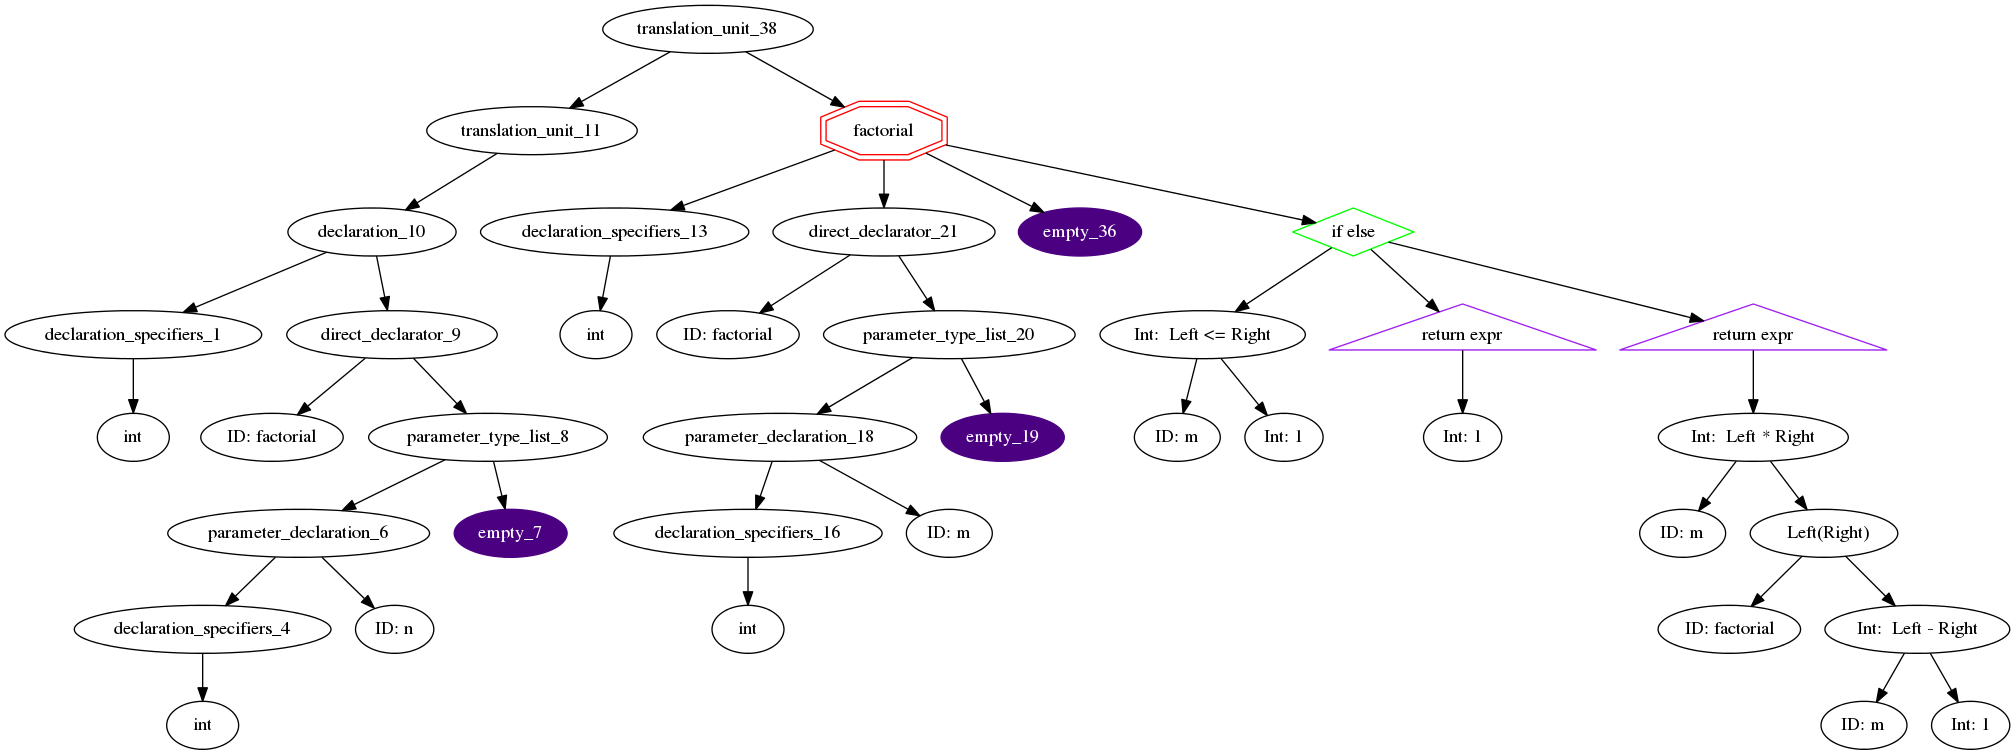 translation_unit_38
translation_unit_11
factorial
declaration_10
declaration_specifiers_13
direct_declarator_21
empty_36
if else
declaration_specifiers_1
direct_declarator_9
int
ID: factorial
parameter_type_list_20
Int:  Left <= Right
return expr
return expr
int
ID: factorial
parameter_type_list_8
parameter_declaration_18
empty_19
ID: m
Int: 1
Int: 1
Int:  Left * Right
parameter_declaration_6
empty_7
declaration_specifiers_16
ID: m
ID: m
Left(Right)
declaration_specifiers_4
ID: n
int
ID: factorial
Int:  Left - Right
int
ID: m
Int: 1